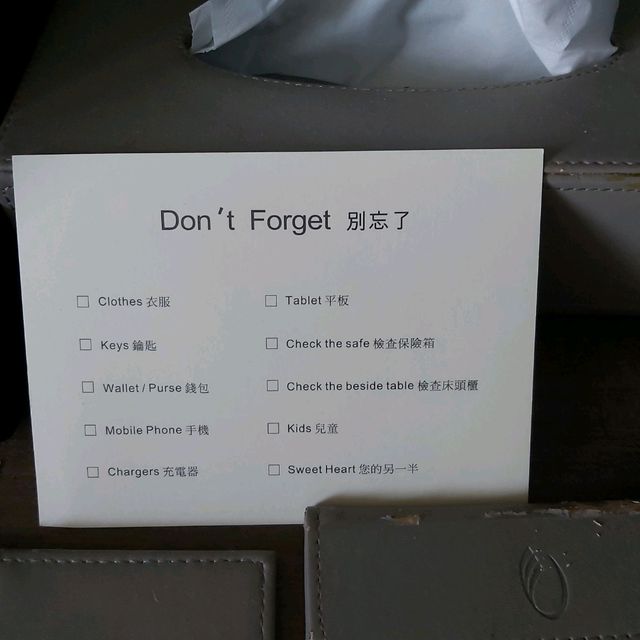 Don't Forget 別忘了
Clothes 衣服
Keys 鑰匙
Wallet / Purse 錢包
Mobile Phone 手機
Chargers 充電器
Tablet 平板
Check the safe 檢查保險箱
Check the beside table 檢查床頭櫃
Kids 兒童
Sweet Heart 您的另一半